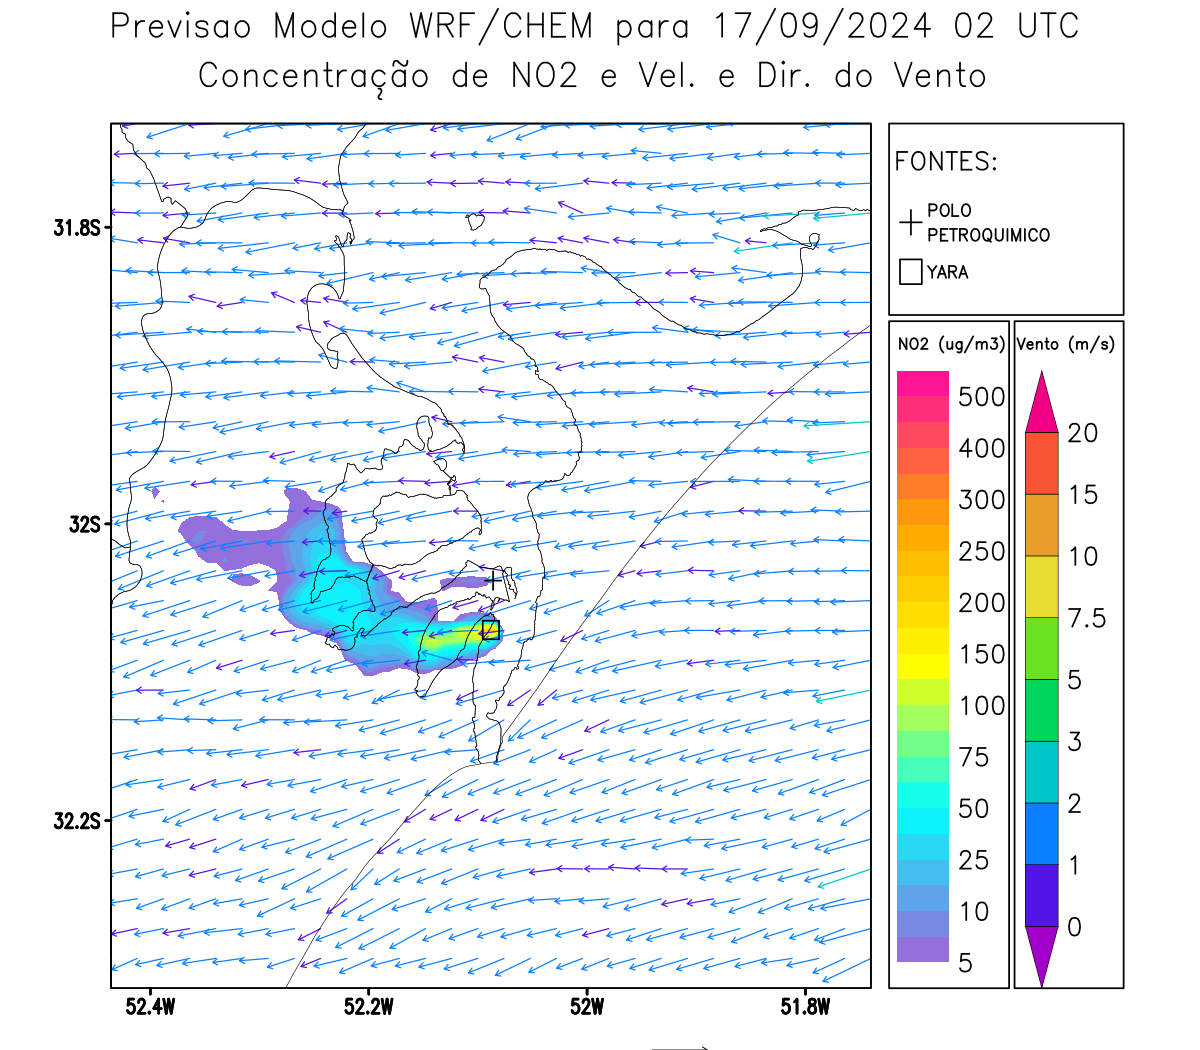 Previsao Modelo WRF/CHEM para 17/09/2024 02 UTC
Concentração de NO2 e Vel. e Dir. do Vento
FONTES:
POLO
PETROQUIMICO
YARA
NO2 (ug/m3)
500
400
300
250
200
150
100
75
50
25
10
5
Vento (m/s)
20
15
10
7.5
5
3
2
1
0
31.8S
32S
32.2S
52.4W
52.2W
52W
51.8W